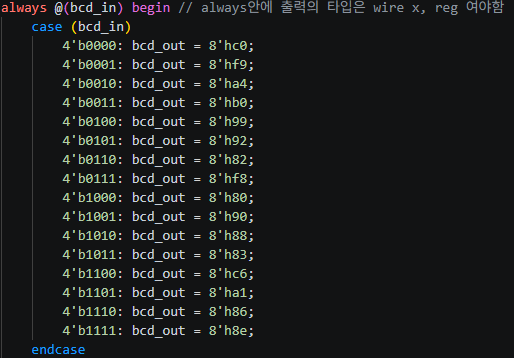 always @(bcd_in) begin // always안에 출력의 타입은 wire x, reg 여야함
case (bcd_in)
4'b0000: bcd_out = 8'hc0;
4'b0001: bcd_out = 8'hf9;
4'b0010: bcd_out = 8'ha4;
4'b0011: bcd_out = 8'hb0;
4'b0100: bcd_out = 8'h99;
4'b0101: bcd_out = 8'h92;
4'b0110: bcd_out = 8'h82;
4'b0111: bcd_out = 8'hf8;
4'b1000: bcd_out = 8'h80;
4'b1001: bcd_out = 8'h90;
4'b1010: bcd_out = 8'h88;
4'b1011: bcd_out = 8'h83;
4'b1100: bcd_out = 8'hc6;
4'b1101: bcd_out = 8'ha1;
4'b1110: bcd_out = 8'h86;
4'b1111: bcd_out = 8'h8e;
endcase